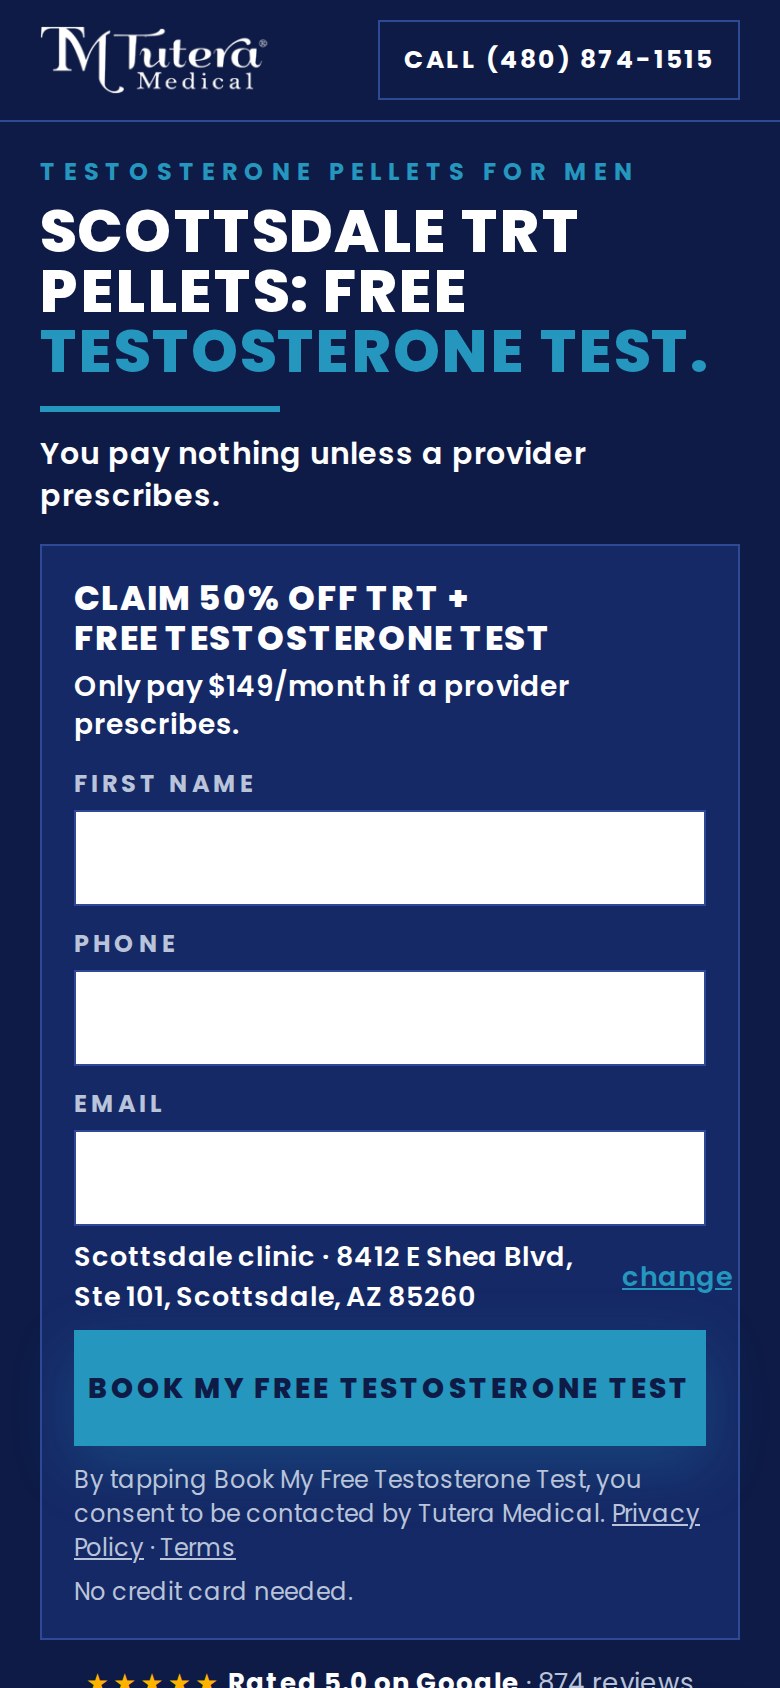 TM Tutera®
Medical
CALL (480) 874-1515
TESTOSTERONE PELLETS FOR MEN
SCOTTSDALE TRT
PELLETS: FREE
TESTOSTERONE TEST.
You pay nothing unless a provider
prescribes.
CLAIM 50% OFF TRT +
FREE TESTOSTERONE TEST
Only pay $149/month if a provider
prescribes.
FIRST NAME
PHONE
EMAIL
Scottsdale clinic · 8412 E Shea Blvd,
Ste 101, Scottsdale, AZ 85260
change
BOOK MY FREE TESTOSTERONE TEST
By tapping Book My Free Testosterone Test, you
consent to be contacted by Tutera Medical. Privacy
Policy · Terms
No credit card needed.
★★★★★ Rated 5.0 on Google · 874 reviews